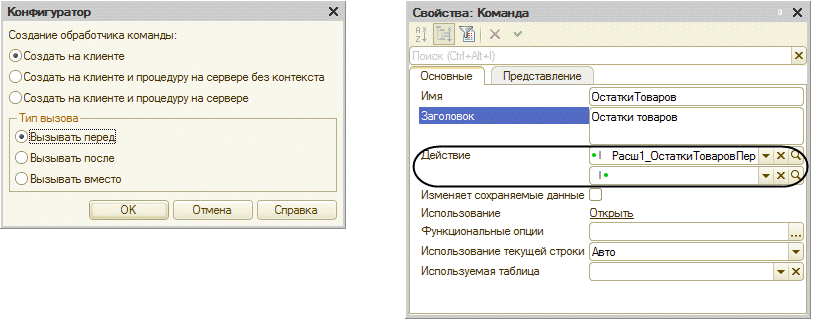 Конфигуратор
Создание обработчика команды:
Создать на клиенте
Создать на клиенте и процедуру на сервере без контекста
Создать на клиенте и процедуру на сервере
Тип вызова
Вызывать перед
Вызывать после
Вызывать вместо
OK
Отмена
Справка
Свойства: Команда
Поиск (Ctrl+Alt+I)
Основные
Представление
Имя
ОстаткиТоваров
Заголовок
Остатки товаров
Действие
Расш1_ОстаткиТоваровПер
Изменяет сохраняемые данные
Использование
Открыть
Функциональные опции
...
Использование текущей строки
Авто
Используемая таблица